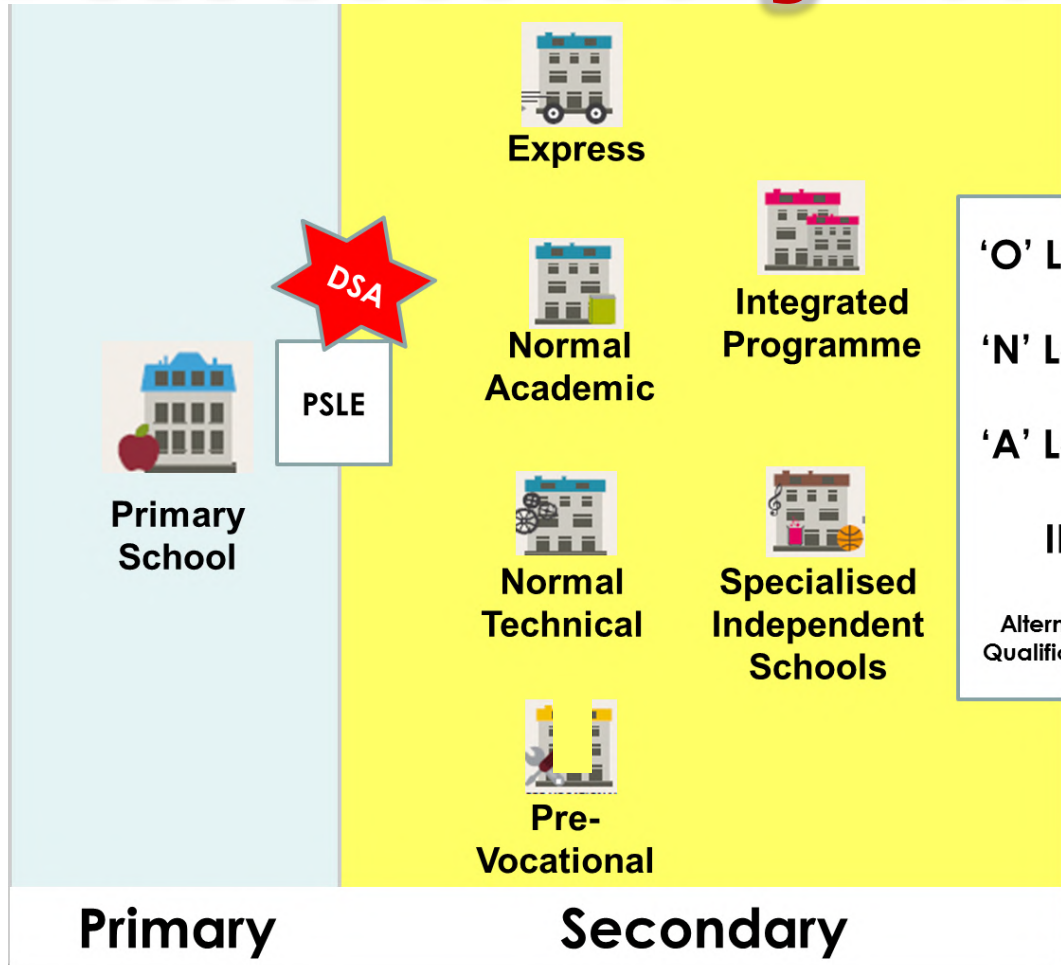 Express
DSA
Normal
Academic
Integrated
Programme
PSLE
Primary
School
Normal
Technical
Specialised
Independent
Schools
Pre-
Vocational
'O' L
'N' L
'A' L
Primary
Secondary